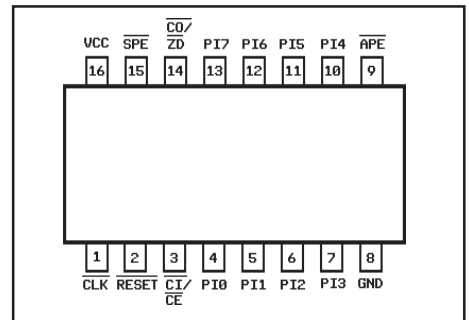 CO/
VCC SPE ZD PI7 PI6 PI5 PI4 APE
16 15 14 13 12 11 10 9
1 2 3 4 5 6 7 8
CLK RESET CI/ PI0 PI1 PI2 PI3 GND
CE